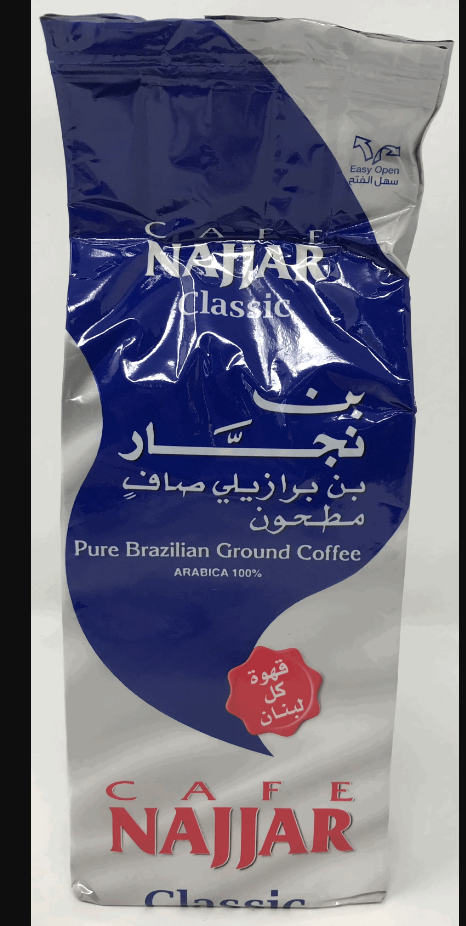 Easy Open
سهل الفتح
CAFE
NAJJAR
Classic
بن
نجَّار
بن برازيلي صافٍ
مطحون
Pure Brazilian Ground Coffee
ARABICA 100%
قهوة
كل
لبنان
CAFE
NAJJAR
Classic